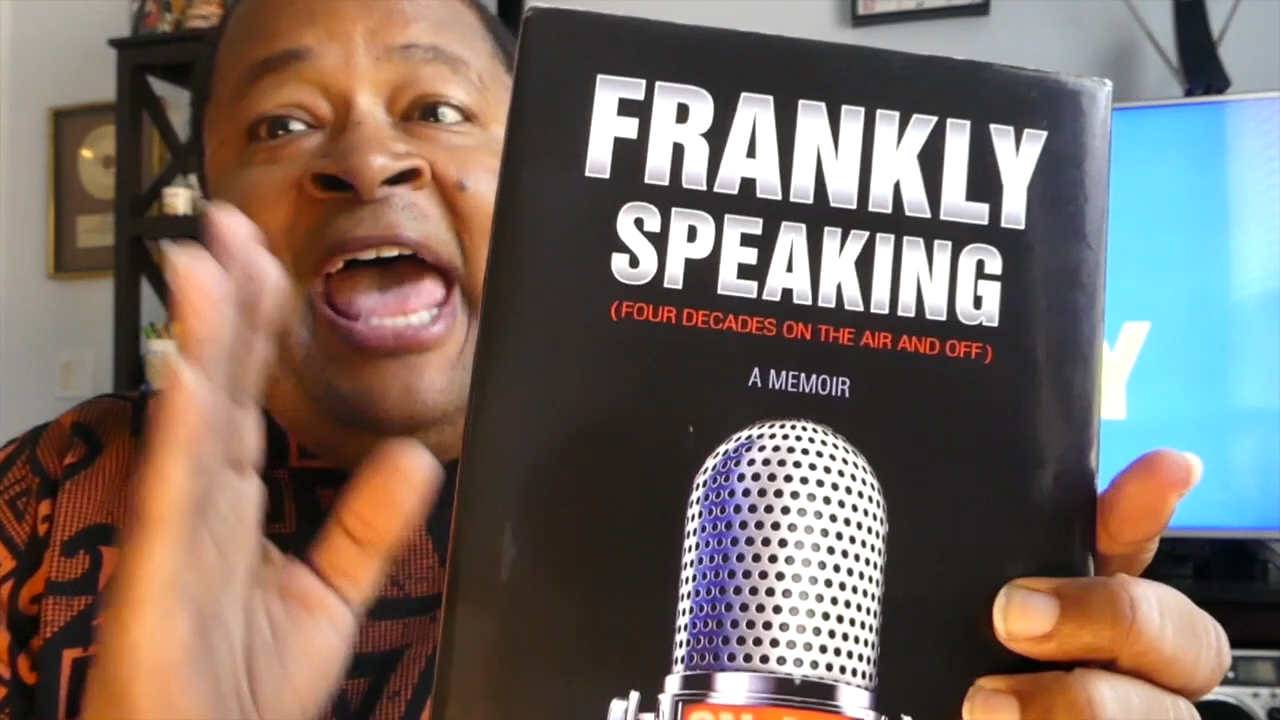 FRANKLY
SPEAKING
(FOUR DECADES ON THE AIR AND OFF)
A MEMOIR
Y